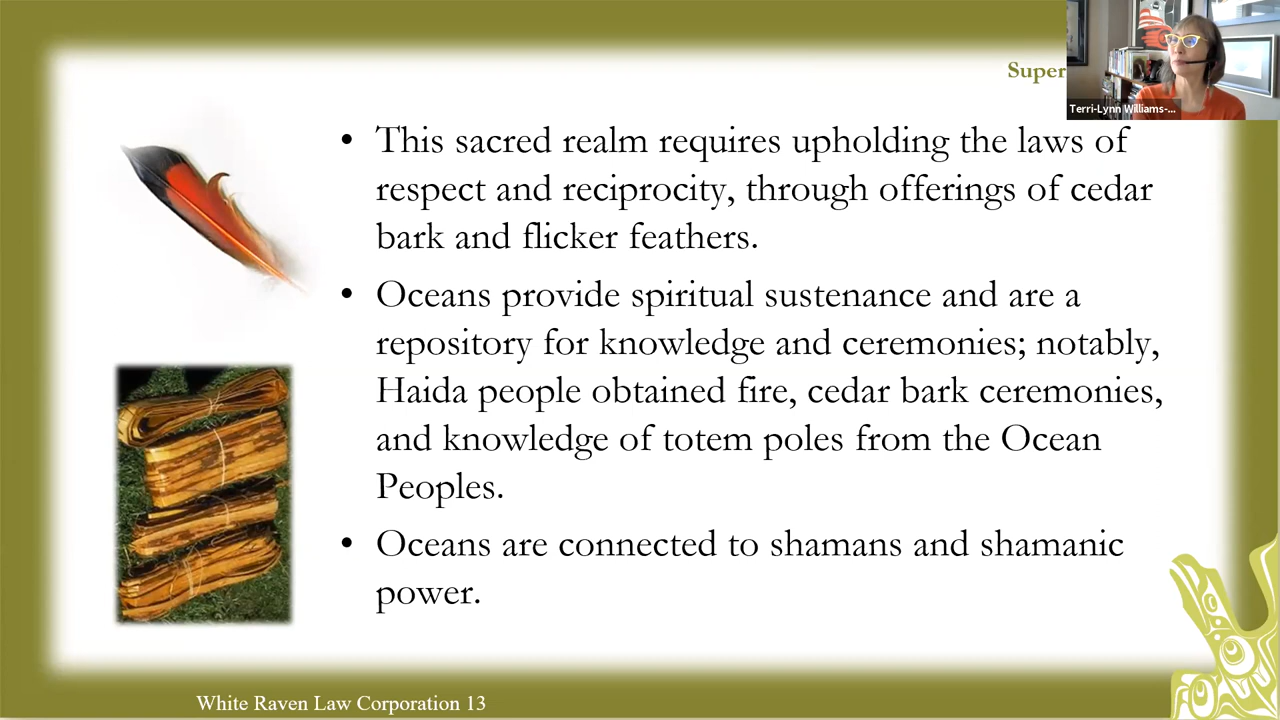 Super
Terri-Lynn Williams-...
• This sacred realm requires upholding the laws of
respect and reciprocity, through offerings of cedar
bark and flicker feathers.
• Oceans provide spiritual sustenance and are a
repository for knowledge and ceremonies; notably,
Haida people obtained fire, cedar bark ceremonies,
and knowledge of totem poles from the Ocean
Peoples.
• Oceans are connected to shamans and shamanic
power.
White Raven Law Corporation 13